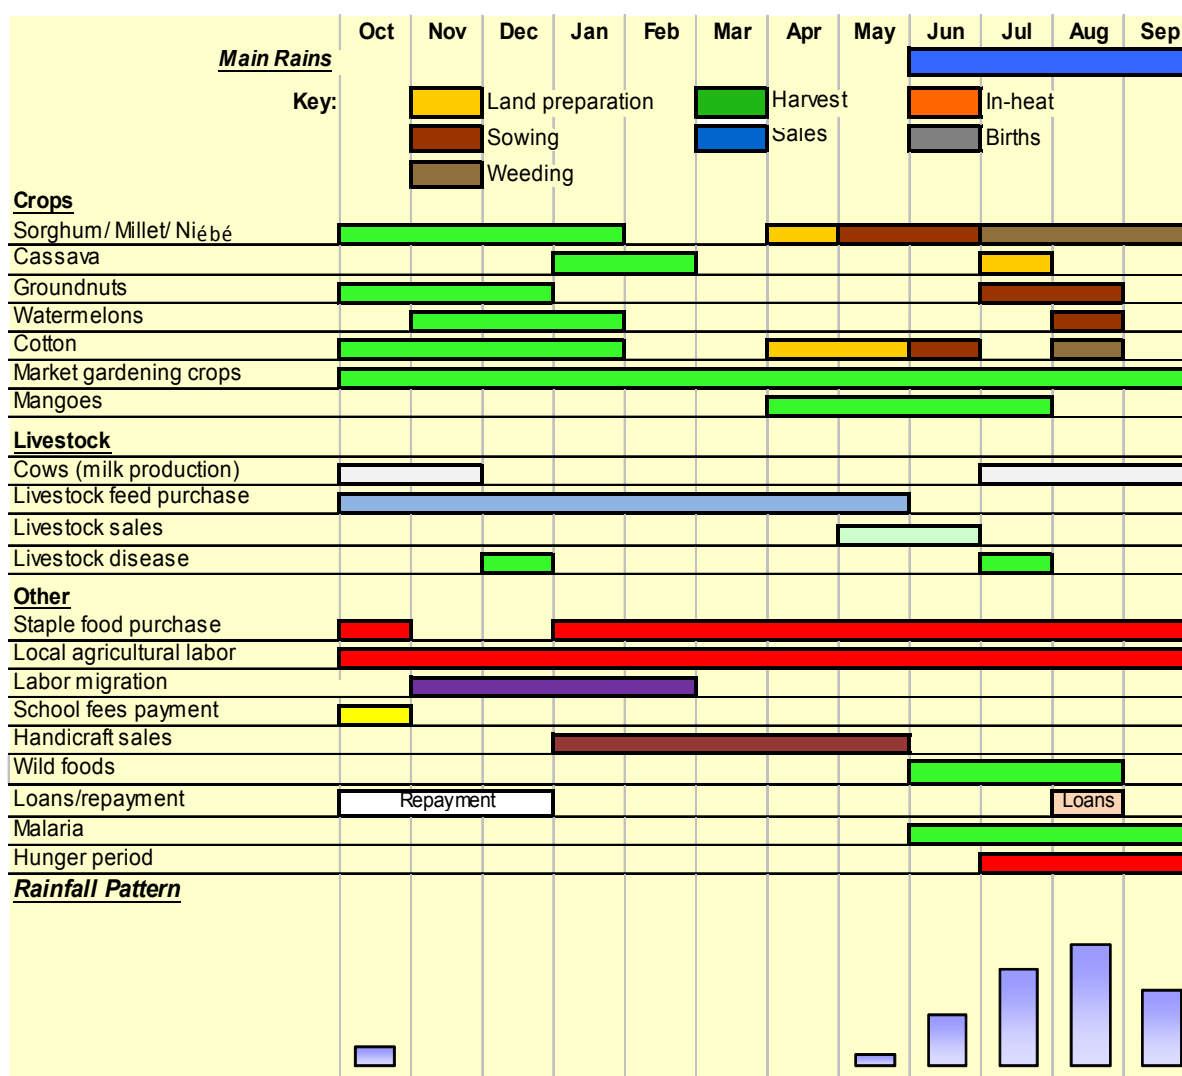 Oct Nov Dec Jan Feb Mar Apr May Jun Jul Aug Sep
Main Rains
Key: Land preparation Harvest In-heat
Sowing Sales Births
Weeding
Crops
Sorghum/ Millet/ Niébé
Cassava
Groundnuts
Watermelons
Cotton
Market gardening crops
Mangoes
Livestock
Cows (milk production)
Livestock feed purchase
Livestock sales
Livestock disease
Other
Staple food purchase
Local agricultural labor
Labor migration
School fees payment
Handicraft sales
Wild foods
Loans/repayment Repayment Loans
Malaria
Hunger period
Rainfall Pattern